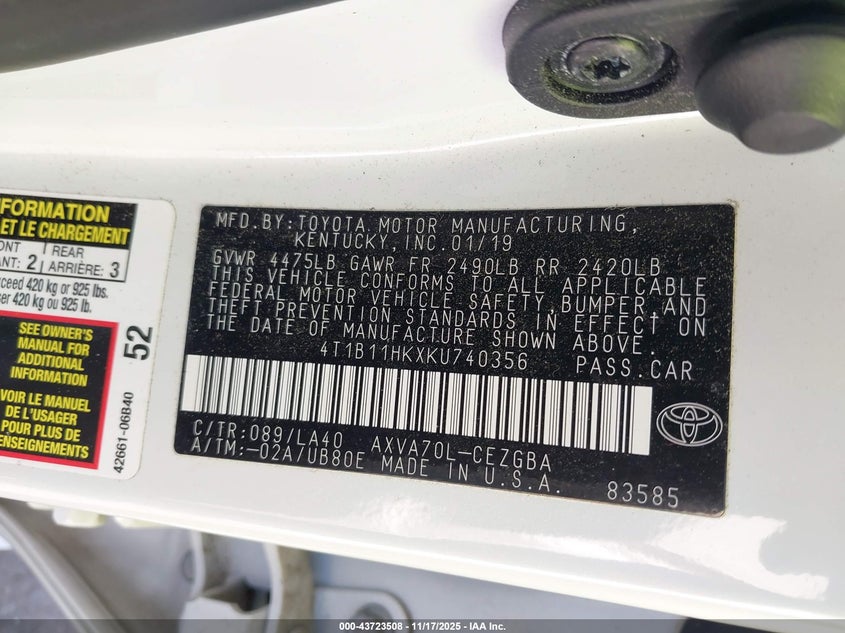 NFORMATION
ET LE CHARGEMENT
ONT
ANT: 2
REAR
ARRIÈRE: 3
xceed 420 kg or 925 lbs.
ser 420 kg ou 925 lb.
SEE OWNER'S
MANUAL FOR
ADDITIONAL
INFORMATION
VOIR LE MANUEL
DE L'USAGER
POUR PLUS DE
52
42661-06B40
MFD.BY:TOYOTA MOTOR MANUFACTURING,
KENTUCKY, INC.01/19
GVWR 4475LB GAWR FR 2490LB RR 2420LB
THIS VEHICLE CONFORMS TO ALL APPLICABLE
FEDERAL MOTOR VEHICLE SAFETY, BUMPER, AND
THEFT PREVENTION STANDARDS IN EFFECT ON
THE DATE OF MANUFACTURE SHOWN ABOVE.
4T1B11HKXKU740356 PASS.CAR
C/TR:089/LA40 AXVA70L-CEZGBA
A/TM:-02A/UB80E MADE IN U.S.A.
83585
000-43723508 - 11/17/2025 - IAA Inc.